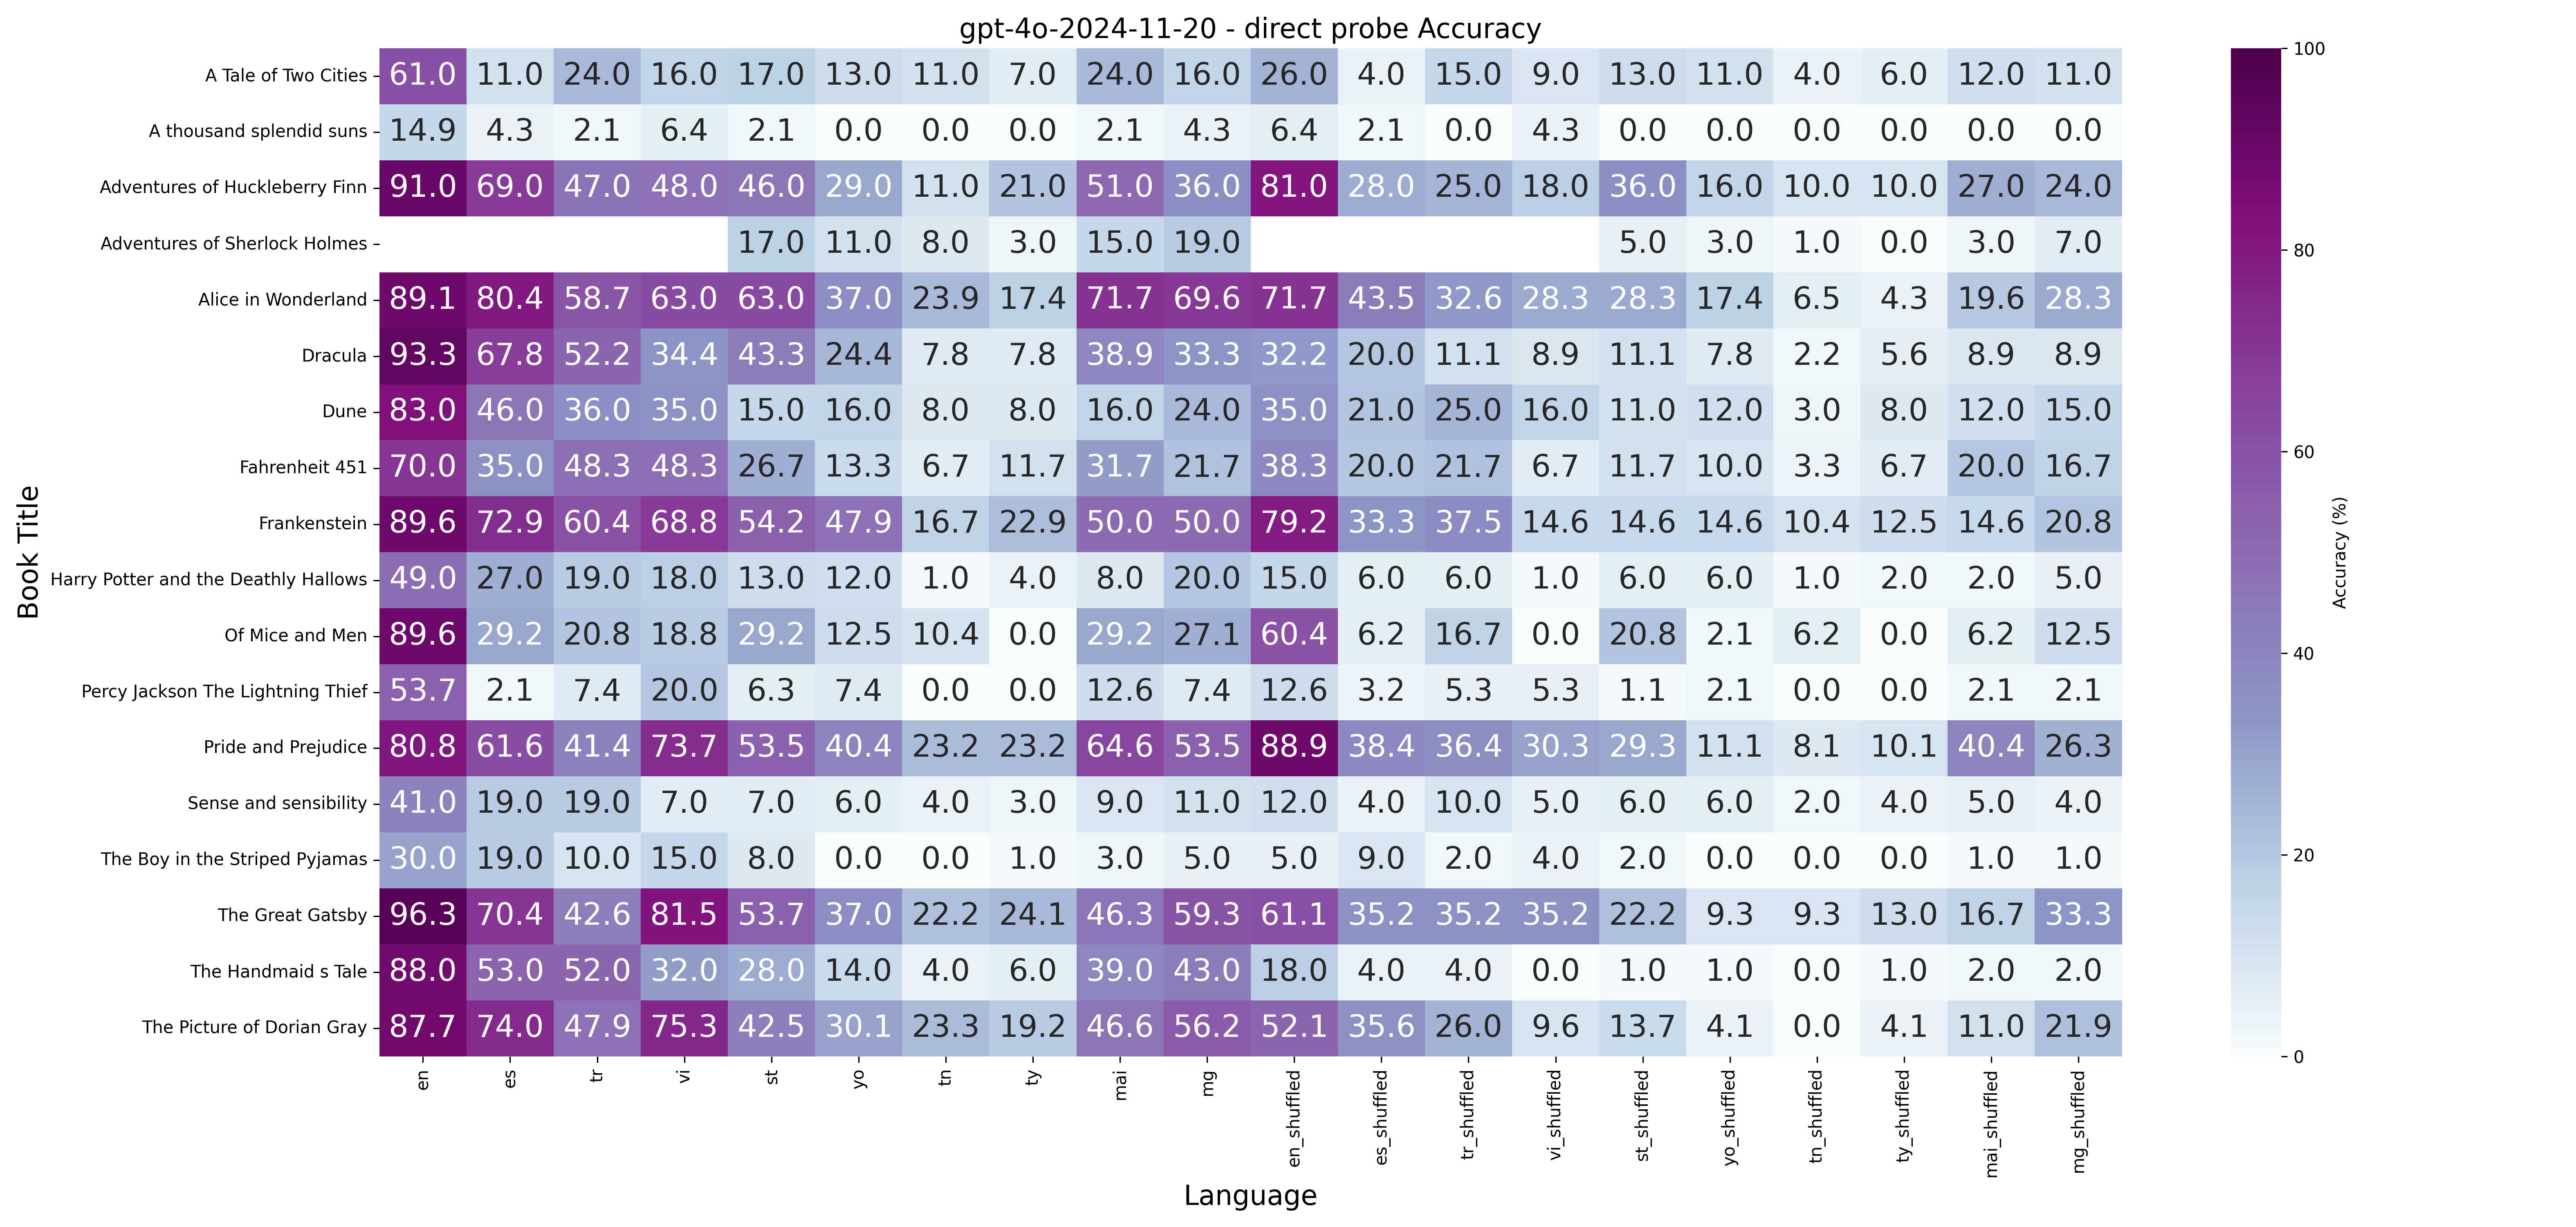 gpt-4o-2024-11-20 - direct probe Accuracy
Book Title
A Tale of Two Cities 61.0 11.0 24.0 16.0 17.0 13.0 11.0 7.0 24.0 16.0 26.0 4.0 15.0 9.0 13.0 11.0 4.0 6.0 12.0 11.0
A thousand splendid suns 14.9 4.3 2.1 6.4 2.1 0.0 0.0 0.0 2.1 4.3 6.4 2.1 0.0 4.3 0.0 0.0 0.0 0.0 0.0 0.0
Adventures of Huckleberry Finn 91.0 69.0 47.0 48.0 46.0 29.0 11.0 21.0 51.0 36.0 81.0 28.0 25.0 18.0 36.0 16.0 10.0 10.0 27.0 24.0
Adventures of Sherlock Holmes 17.0 11.0 8.0 3.0 15.0 19.0 5.0 3.0 1.0 0.0 3.0 7.0
Alice in Wonderland 89.1 80.4 58.7 63.0 63.0 37.0 23.9 17.4 71.7 69.6 71.7 43.5 32.6 28.3 28.3 17.4 6.5 4.3 19.6 28.3
Dracula 93.3 67.8 52.2 34.4 43.3 24.4 7.8 7.8 38.9 33.3 32.2 20.0 11.1 8.9 11.1 7.8 2.2 5.6 8.9 8.9
Dune 83.0 46.0 36.0 35.0 15.0 16.0 8.0 8.0 16.0 24.0 35.0 21.0 25.0 16.0 11.0 12.0 3.0 8.0 12.0 15.0
Fahrenheit 451 70.0 35.0 48.3 48.3 26.7 13.3 6.7 11.7 31.7 21.7 38.3 20.0 21.7 6.7 11.7 10.0 3.3 6.7 20.0 16.7
Frankenstein 89.6 72.9 60.4 68.8 54.2 47.9 16.7 22.9 50.0 50.0 79.2 33.3 37.5 14.6 14.6 14.6 10.4 12.5 14.6 20.8
Harry Potter and the Deathly Hallows 49.0 27.0 19.0 18.0 13.0 12.0 1.0 4.0 8.0 20.0 15.0 6.0 6.0 1.0 6.0 6.0 1.0 2.0 2.0 5.0
Of Mice and Men 89.6 29.2 20.8 18.8 29.2 12.5 10.4 0.0 29.2 27.1 60.4 6.2 16.7 0.0 20.8 2.1 6.2 0.0 6.2 12.5
Percy Jackson The Lightning Thief 53.7 2.1 7.4 20.0 6.3 7.4 0.0 0.0 12.6 7.4 12.6 3.2 5.3 5.3 1.1 2.1 0.0 0.0 2.1 2.1
Pride and Prejudice 80.8 61.6 41.4 73.7 53.5 40.4 23.2 23.2 64.6 53.5 88.9 38.4 36.4 30.3 29.3 11.1 8.1 10.1 40.4 26.3
Sense and sensibility 41.0 19.0 19.0 7.0 7.0 6.0 4.0 3.0 9.0 11.0 12.0 4.0 10.0 5.0 6.0 6.0 2.0 4.0 5.0 4.0
The Boy in the Striped Pyjamas 30.0 19.0 10.0 15.0 8.0 0.0 0.0 1.0 3.0 5.0 5.0 9.0 2.0 4.0 2.0 0.0 0.0 0.0 1.0 1.0
The Great Gatsby 96.3 70.4 42.6 81.5 53.7 37.0 22.2 24.1 46.3 59.3 61.1 35.2 35.2 35.2 22.2 9.3 9.3 13.0 16.7 33.3
The Handmaid s Tale 88.0 53.0 52.0 32.0 28.0 14.0 4.0 6.0 39.0 43.0 18.0 4.0 4.0 0.0 1.0 1.0 0.0 1.0 2.0 2.0
The Picture of Dorian Gray 87.7 74.0 47.9 75.3 42.5 30.1 23.3 19.2 46.6 56.2 52.1 35.6 26.0 9.6 13.7 4.1 0.0 4.1 11.0 21.9
en es tr vi st yo tn ty mai mg en_shuffled es_shuffled tr_shuffled vi_shuffled st_shuffled yo_shuffled tn_shuffled ty_shuffled mai_shuffled mg_shuffled
Language
100
80
60
40
20
0
Accuracy (%)